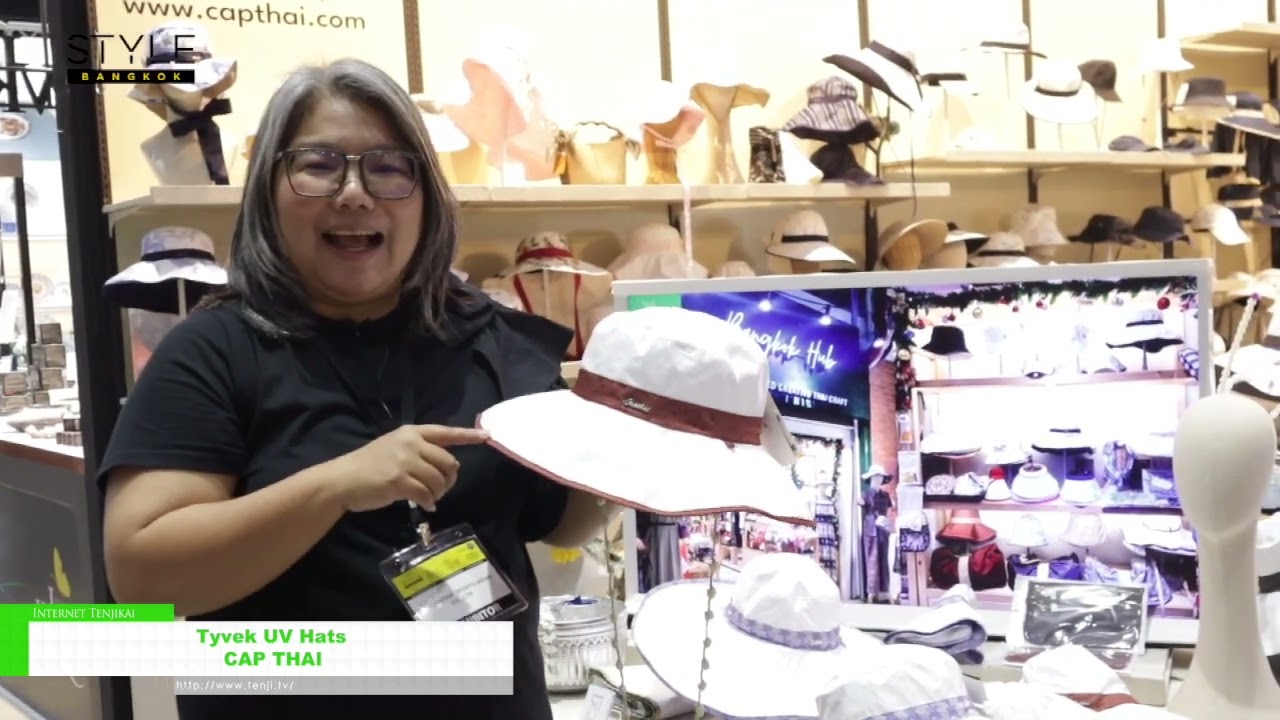 www.capthai.com
STYLE
BANGKOK
Bangkok Hub
INTERNET TENJIKAI
Tyvek UV Hats
CAP THAI
http://www.tenji.tv/